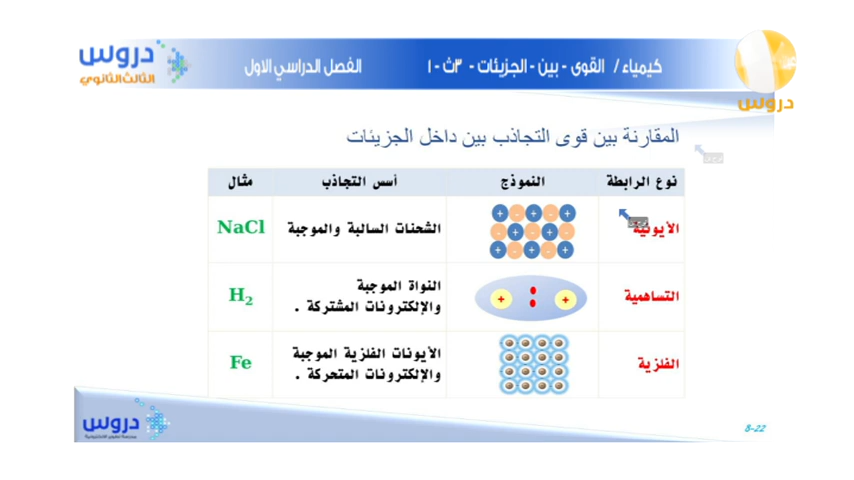 دروس
الثالث الثانوي
الفصل الدراسي الاول
كيمياء / القوى - بين - الجزيئات - ٣ث - ١
دروس
المقارنة بين قوى التجاذب بين داخل الجزيئات
نوع الرابطة النموذج أسس التجاذب مثال
الأيونية الشحنات السالبة والموجبة NaCl
التساهمية النواة الموجبة
والإلكترونات المشتركة . H₂
الفلزية الأيونات الفلزية الموجبة
والإلكترونات المتحركة . Fe
دروس
8-22